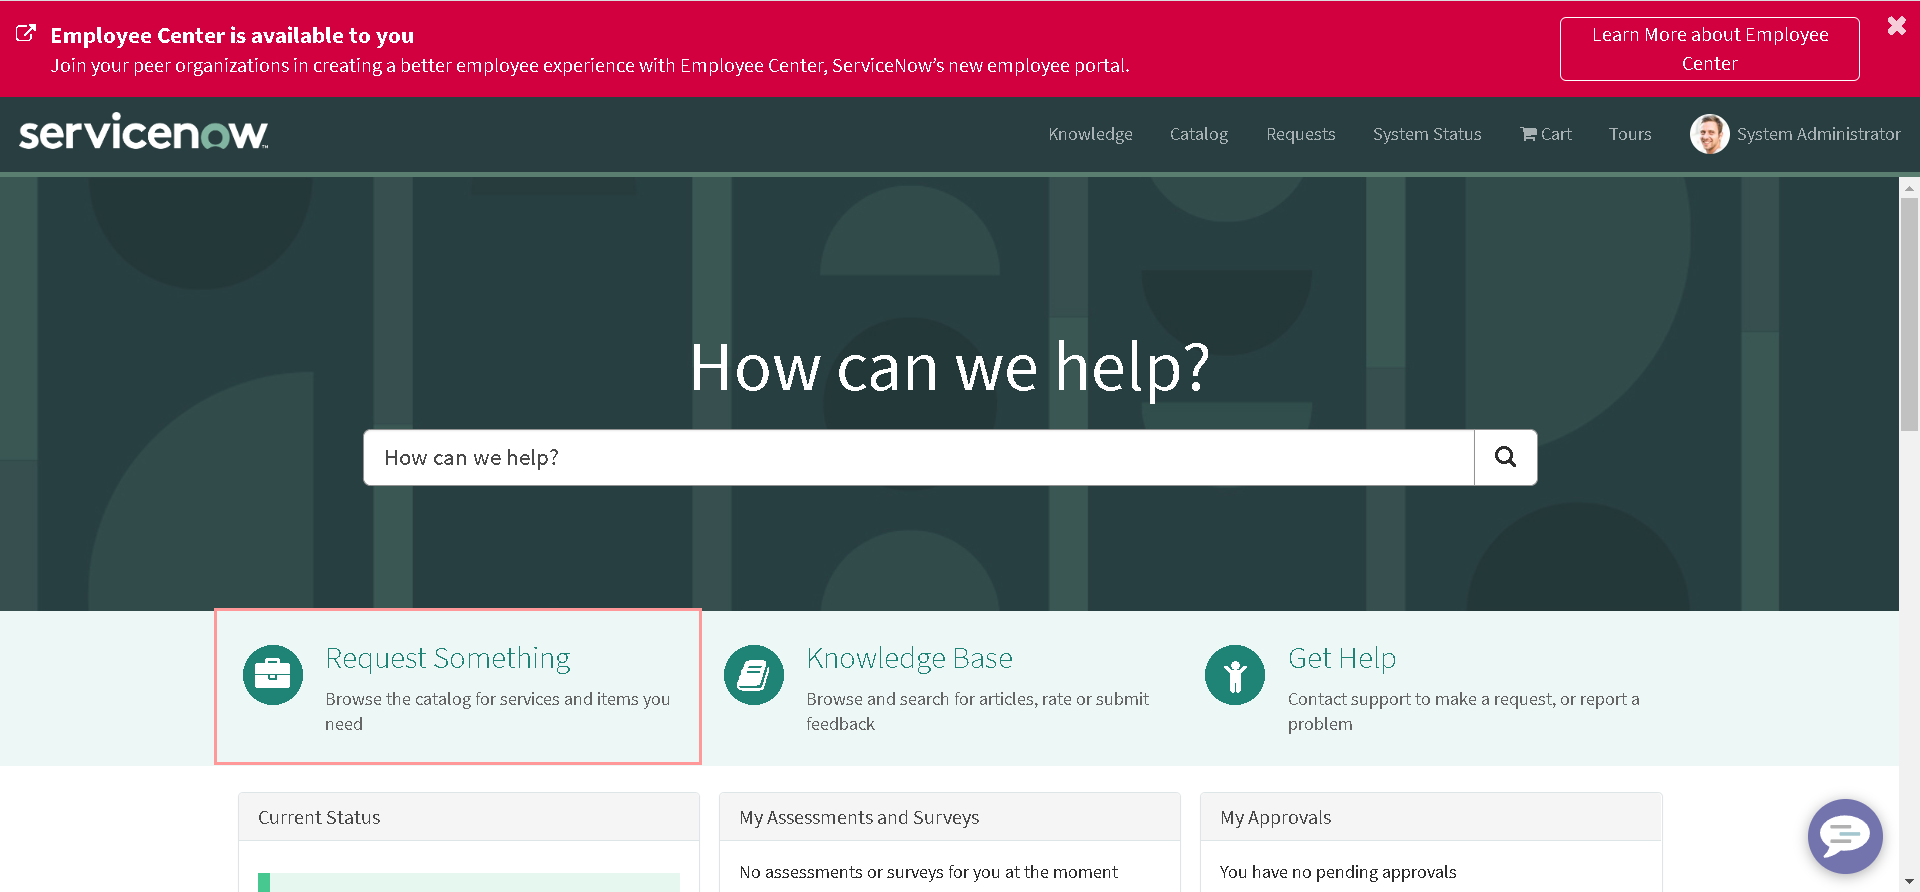 Employee Center is available to you
Join your peer organizations in creating a better employee experience with Employee Center, ServiceNow's new employee portal.
Learn More about Employee
Center
servicenow
Knowledge
Catalog
Requests
System Status
Cart
Tours
System Administrator
How can we help?
How can we help?
Request Something
Browse the catalog for services and items you
need
Knowledge Base
Browse and search for articles, rate or submit
feedback
Get Help
Contact support to make a request, or report a
problem
Current Status
My Assessments and Surveys
No assessments or surveys for you at the moment
My Approvals
You have no pending approvals